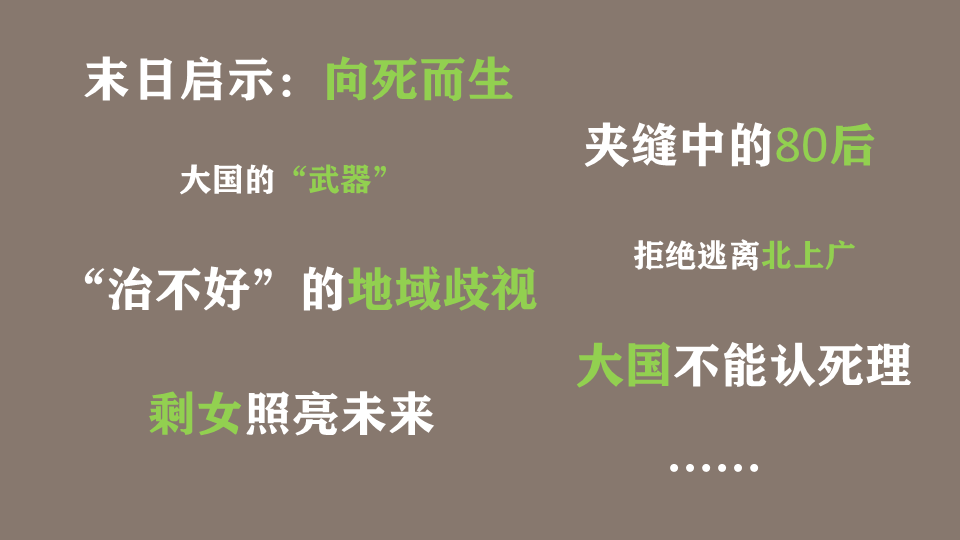 末日启示：向死而生
夹缝中的80后
大国的“武器”
拒绝逃离北上广
“治不好”的地域歧视
大国不能认死理
剩女照亮未来
……